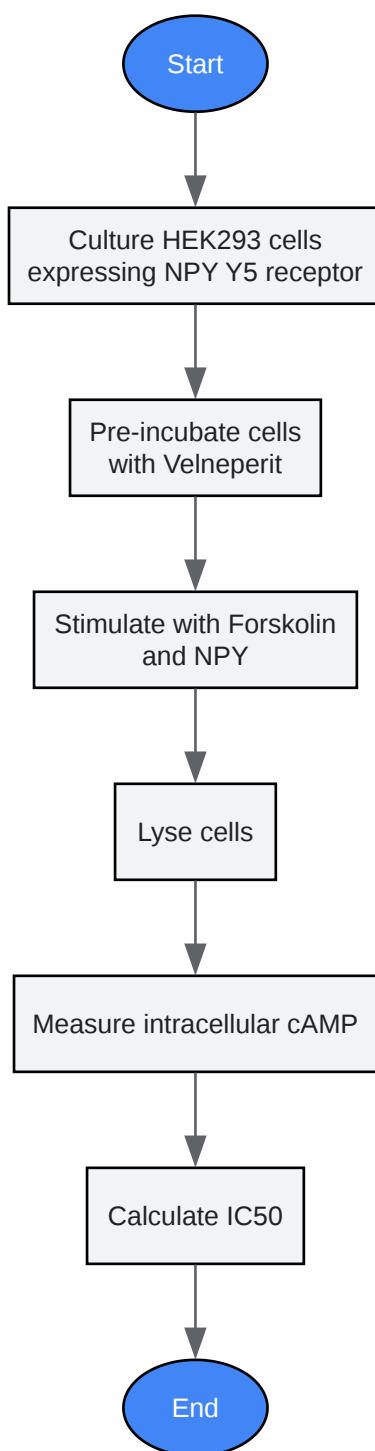 Start
Culture HEK293 cells
expressing NPY Y5 receptor
Pre-incubate cells
with Velneperit
Stimulate with Forskolin
and NPY
Lyse cells
Measure intracellular cAMP
Calculate IC50
End